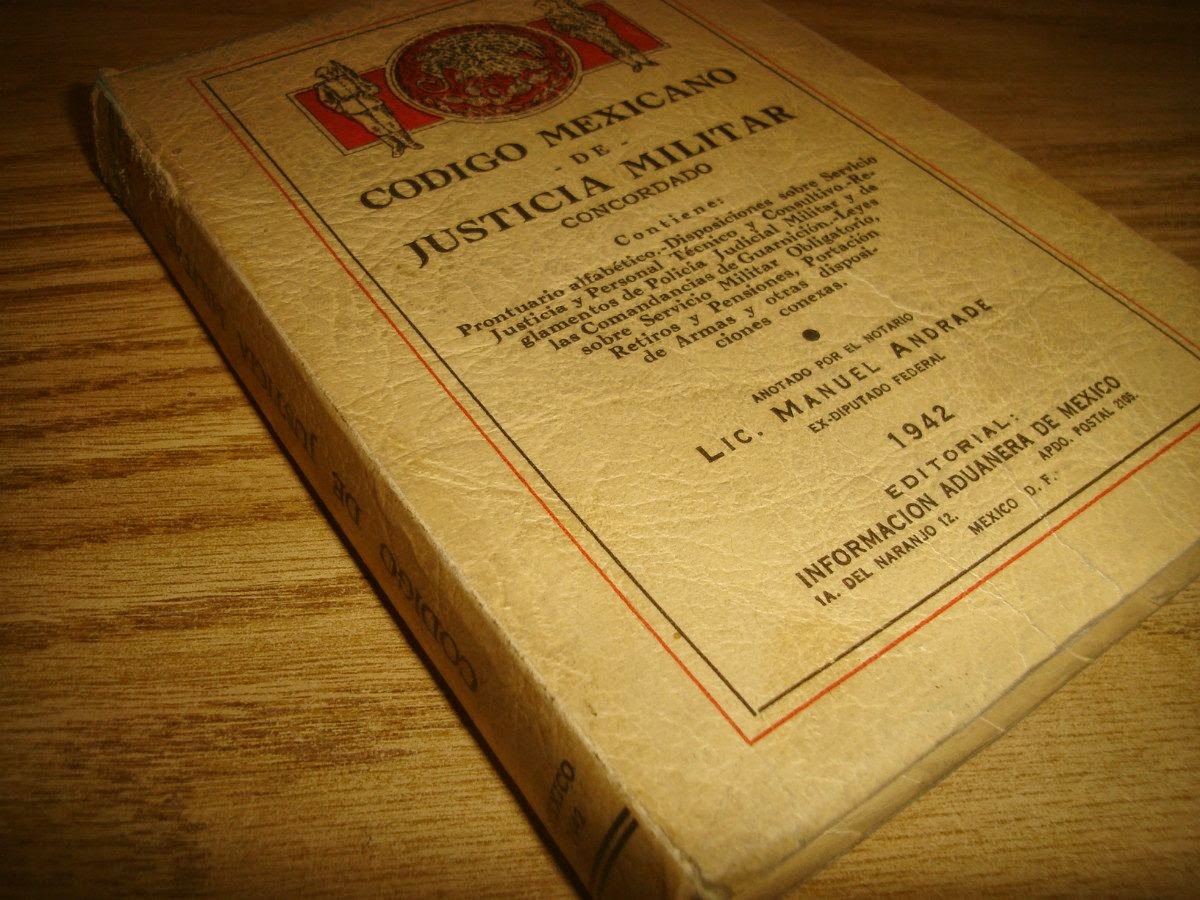 CODIGO MEXICANO
- DE -
JUSTICIA MILITAR
CONCORDADO
Contiene:
Prontuario alfabético.-Disposiciones sobre Servicio
Justicia y Personal Técnico y Consultivo.-Re-
glamentos de Policía Judicial Militar y de
las Comandancias de Guarnición.-Leyes
sobre Servicio Militar Obligatorio,
Retiros y Pensiones, Portación
de Armas y otras disposi-
ciones conexas.
ANOTADO POR EL NOTARIO
LIC. MANUEL ANDRADE
EX-DIPUTADO FEDERAL
1942
EDITORIAL:
INFORMACION ADUANERA DE MEXICO
1A. DEL NARANJO 12. MEXICO D. F. APDO. POSTAL 2105.
CODIGO DE JUSTICIA